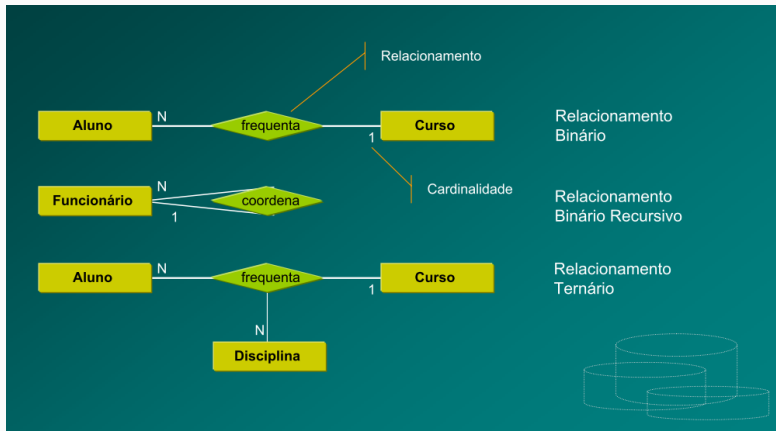 Relacionamento
Aluno
N
frequenta
1
Curso
Relacionamento
Binário
Cardinalidade
Funcionário
N
1
coordena
Relacionamento
Binário Recursivo
Aluno
N
frequenta
1
Curso
Relacionamento
Ternário
N
Disciplina